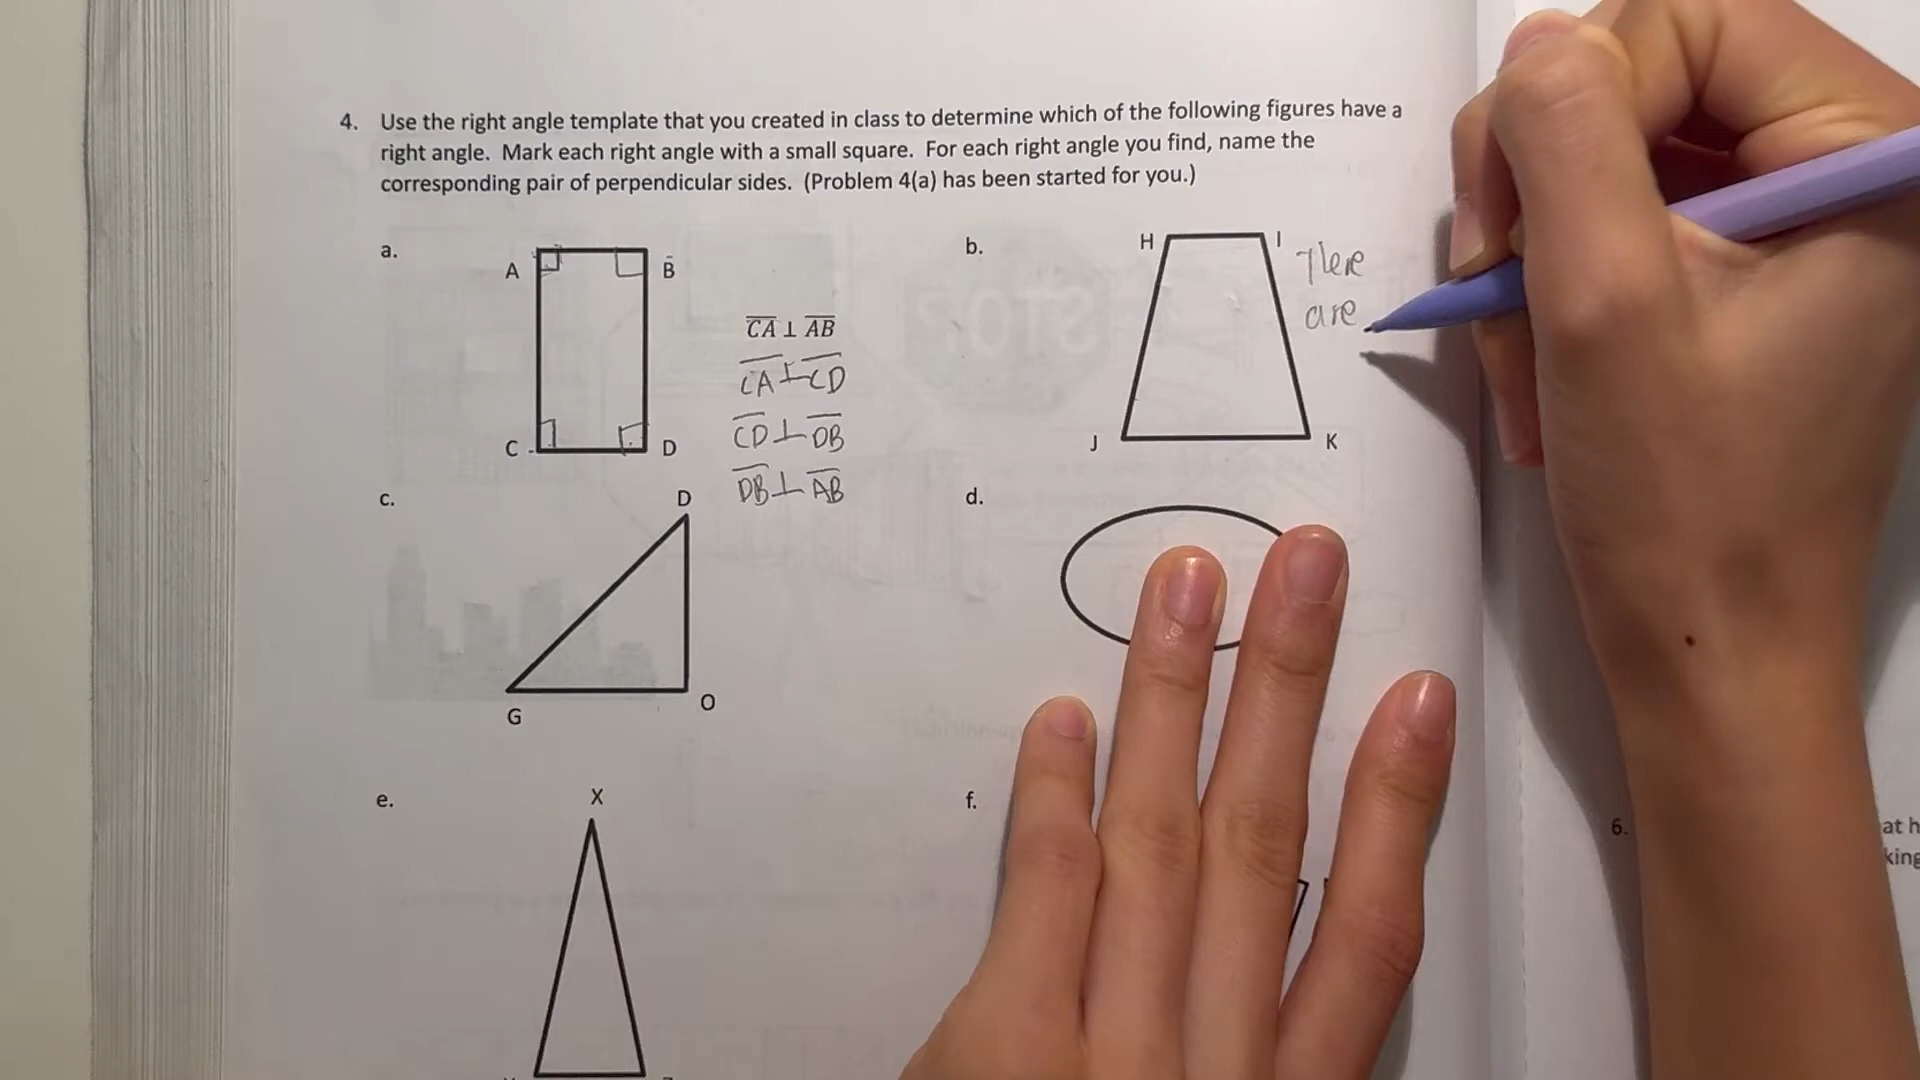 4. Use the right angle template that you created in class to determine which of the following figures have a
right angle. Mark each right angle with a small square. For each right angle you find, name the
corresponding pair of perpendicular sides. (Problem 4(a) has been started for you.)
a.
A
B
C
D
CA ⊥ AB
CA ⊥ CD
CD ⊥ DB
DB ⊥ AB
b.
H
I
J
K
There
are
c.
D
G
O
d.
e.
X
f.
6.
at h
king